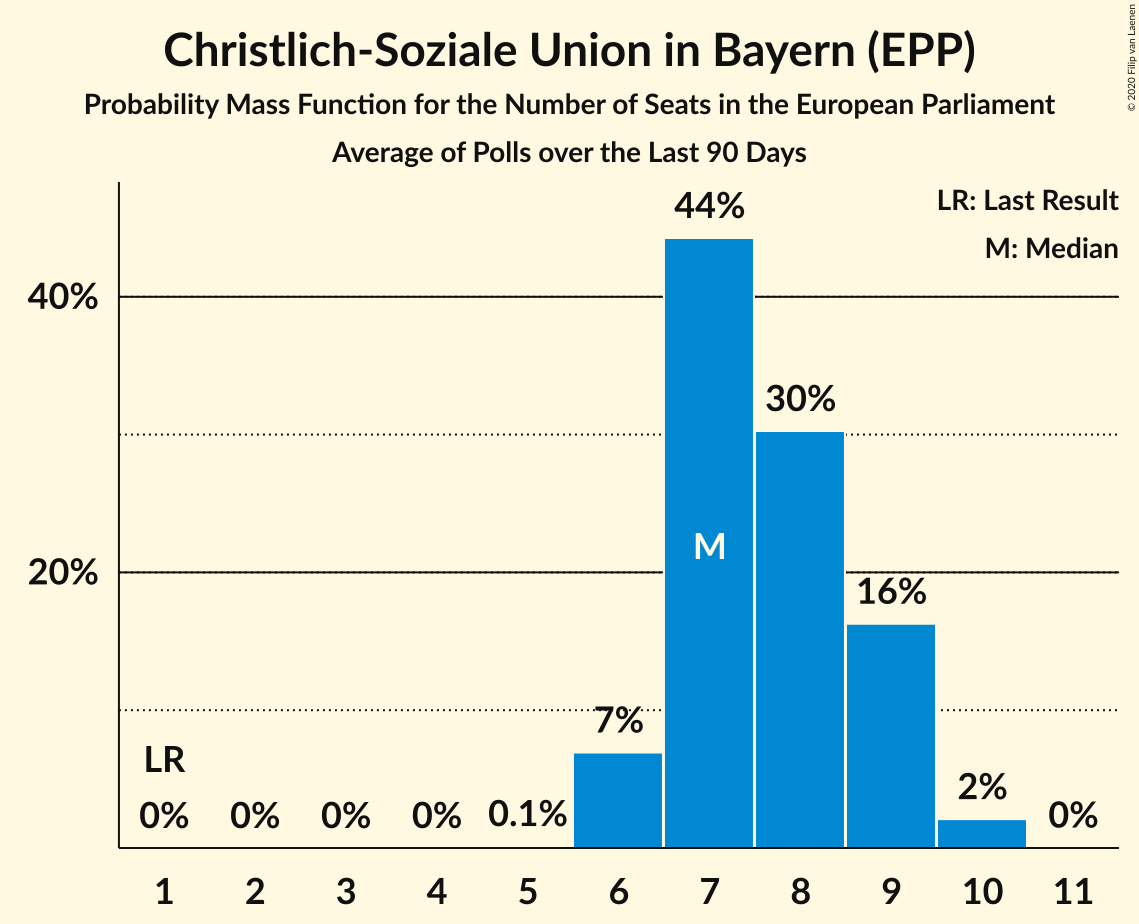 Christlich-Soziale Union in Bayern (EPP)
Probability Mass Function for the Number of Seats in the European Parliament
Average of Polls over the Last 90 Days
© 2020 Filip van Laenen
LR: Last Result
M: Median
44%
40%
30%
M
20%
16%
7%
LR
2%
0% 0% 0% 0% 0.1% 0%
1 2 3 4 5 6 7 8 9 10 11